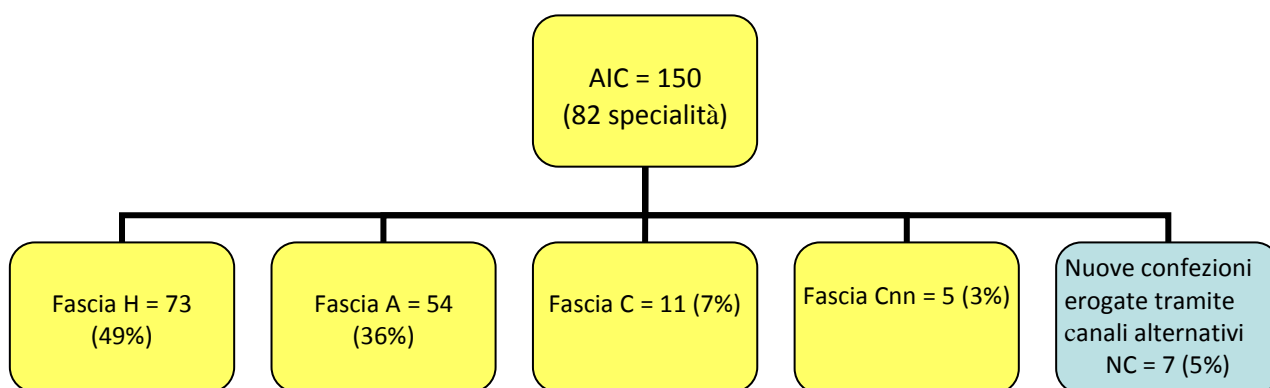 AIC = 150
(82 specialità)
Fascia H = 73
(49%)
Fascia A = 54
(36%)
Fascia C = 11 (7%)
Fascia Cnn = 5 (3%)
Nuove confezioni
erogate tramite
canali alternativi
NC = 7 (5%)